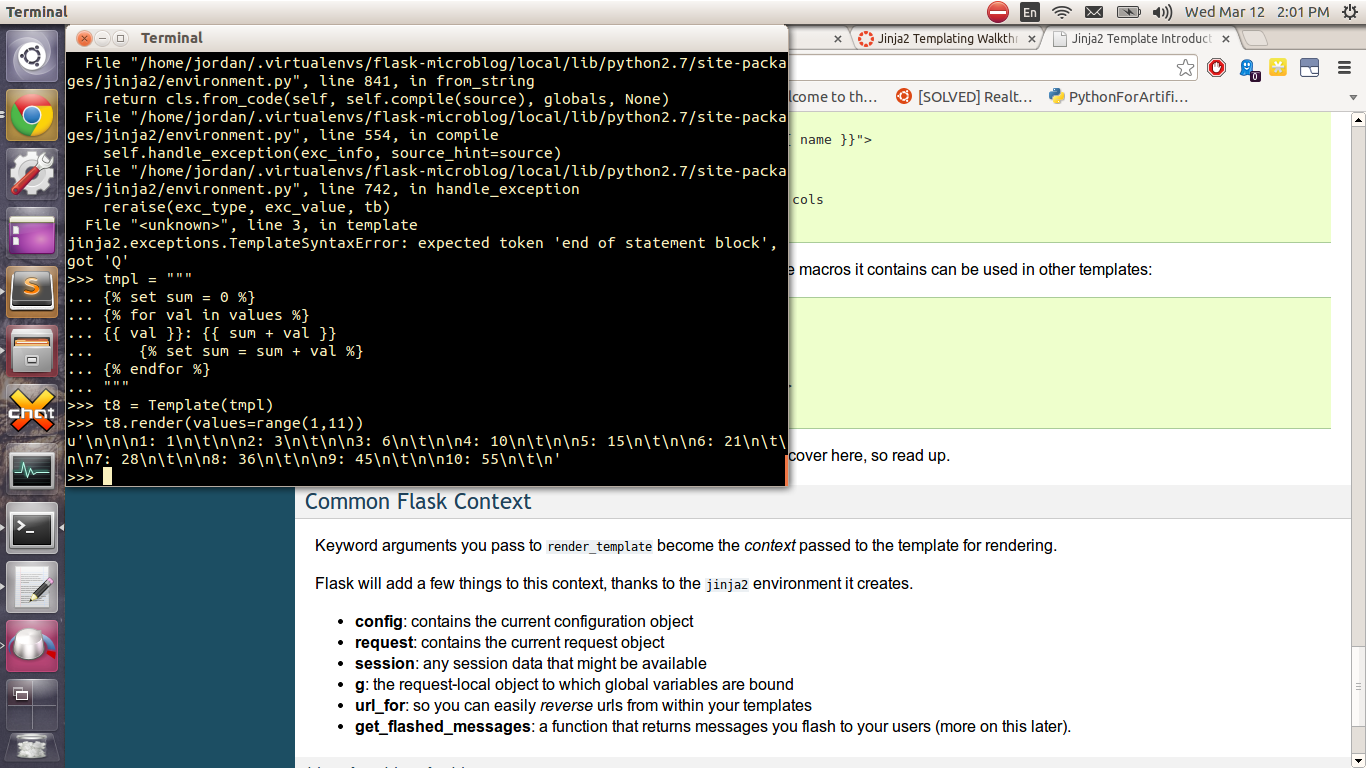 Terminal
En
Wed Mar 12 2:01 PM
Terminal
File "/home/jordan/.virtualenvs/flask-microblog/local/lib/python2.7/site-packa
ges/jinja2/environment.py", line 841, in from_string
return cls.from_code(self, self.compile(source), globals, None)
File "/home/jordan/.virtualenvs/flask-microblog/local/lib/python2.7/site-packa
ges/jinja2/environment.py", line 554, in compile
self.handle_exception(exc_info, source_hint=source)
File "/home/jordan/.virtualenvs/flask-microblog/local/lib/python2.7/site-packa
ges/jinja2/environment.py", line 742, in handle_exception
reraise(exc_type, exc_value, tb)
File "<unknown>", line 3, in template
jinja2.exceptions.TemplateSyntaxError: expected token 'end of statement block',
got 'Q'
>>> tmpl = """
... {% set sum = 0 %}
... {% for val in values %}
... {{ val }}: {{ sum + val }}
...     {% set sum = sum + val %}
... {% endfor %}
... """
>>> t8 = Template(tmpl)
>>> t8.render(values=range(1,11))
u'\n\n\n1: 1\n\t\n\n2: 3\n\t\n\n3: 6\n\t\n\n4: 10\n\t\n\n5: 15\n\t\n\n6: 21\n\t\
n\n7: 28\n\t\n\n8: 36\n\t\n\n9: 45\n\t\n\n10: 55\n\t\n'
>>>
Jinja2 Templating Walkth
Jinja2 Template Introduct
0
lcome to th…
[SOLVED] Realt…
PythonForArtifi…
name }}">
cols
e macros it contains can be used in other templates:
cover here, so read up.
Common Flask Context
Keyword arguments you pass to render_template become the context passed to the template for rendering.
Flask will add a few things to this context, thanks to the jinja2 environment it creates.
• config: contains the current configuration object
• request: contains the current request object
• session: any session data that might be available
• g: the request-local object to which global variables are bound
• url_for: so you can easily reverse urls from within your templates
• get_flashed_messages: a function that returns messages you flash to your users (more on this later).
S
X
chat
>_